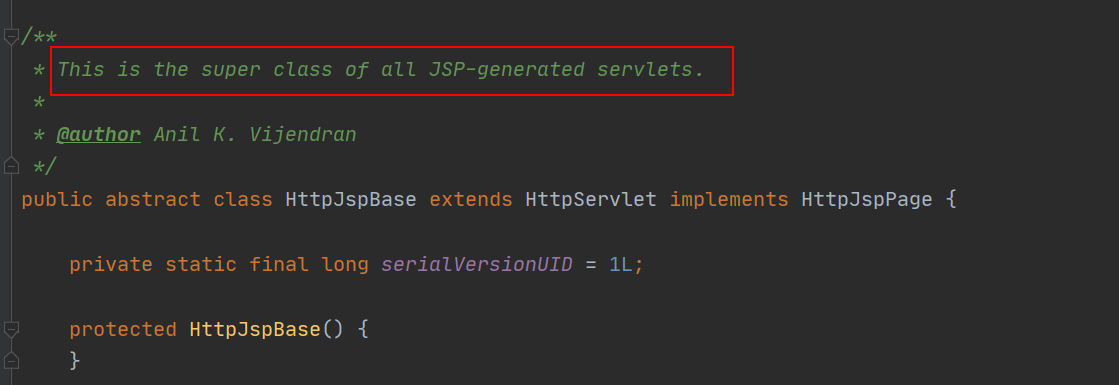 /**
* This is the super class of all JSP-generated servlets.
*
* @author Anil K. Vijendran
*/
public abstract class HttpJspBase extends HttpServlet implements HttpJspPage {
private static final long serialVersionUID = 1L;
protected HttpJspBase() {
}